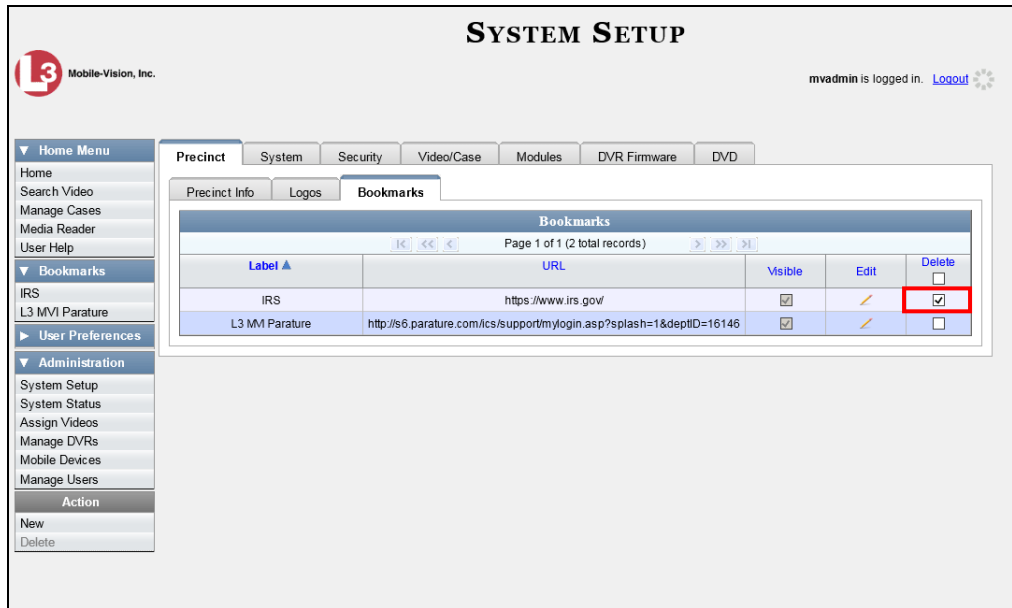 SYSTEM SETUP
L3 Mobile-Vision, Inc.
mvadmin is logged in. Logout
▼ Home Menu
Home
Search Video
Manage Cases
Media Reader
User Help
▼ Bookmarks
IRS
L3 MVI Parature
▶ User Preferences
▼ Administration
System Setup
System Status
Assign Videos
Manage DVRs
Mobile Devices
Manage Users
Action
New
Delete
Precinct System Security Video/Case Modules DVR Firmware DVD
Precinct Info Logos Bookmarks
Bookmarks
Page 1 of 1 (2 total records)
Label ▲ URL Visible Edit Delete
IRS https://www.irs.gov/
L3 MVI Parature http://s6.parature.com/ics/support/mylogin.asp?splash=1&deptID=16146